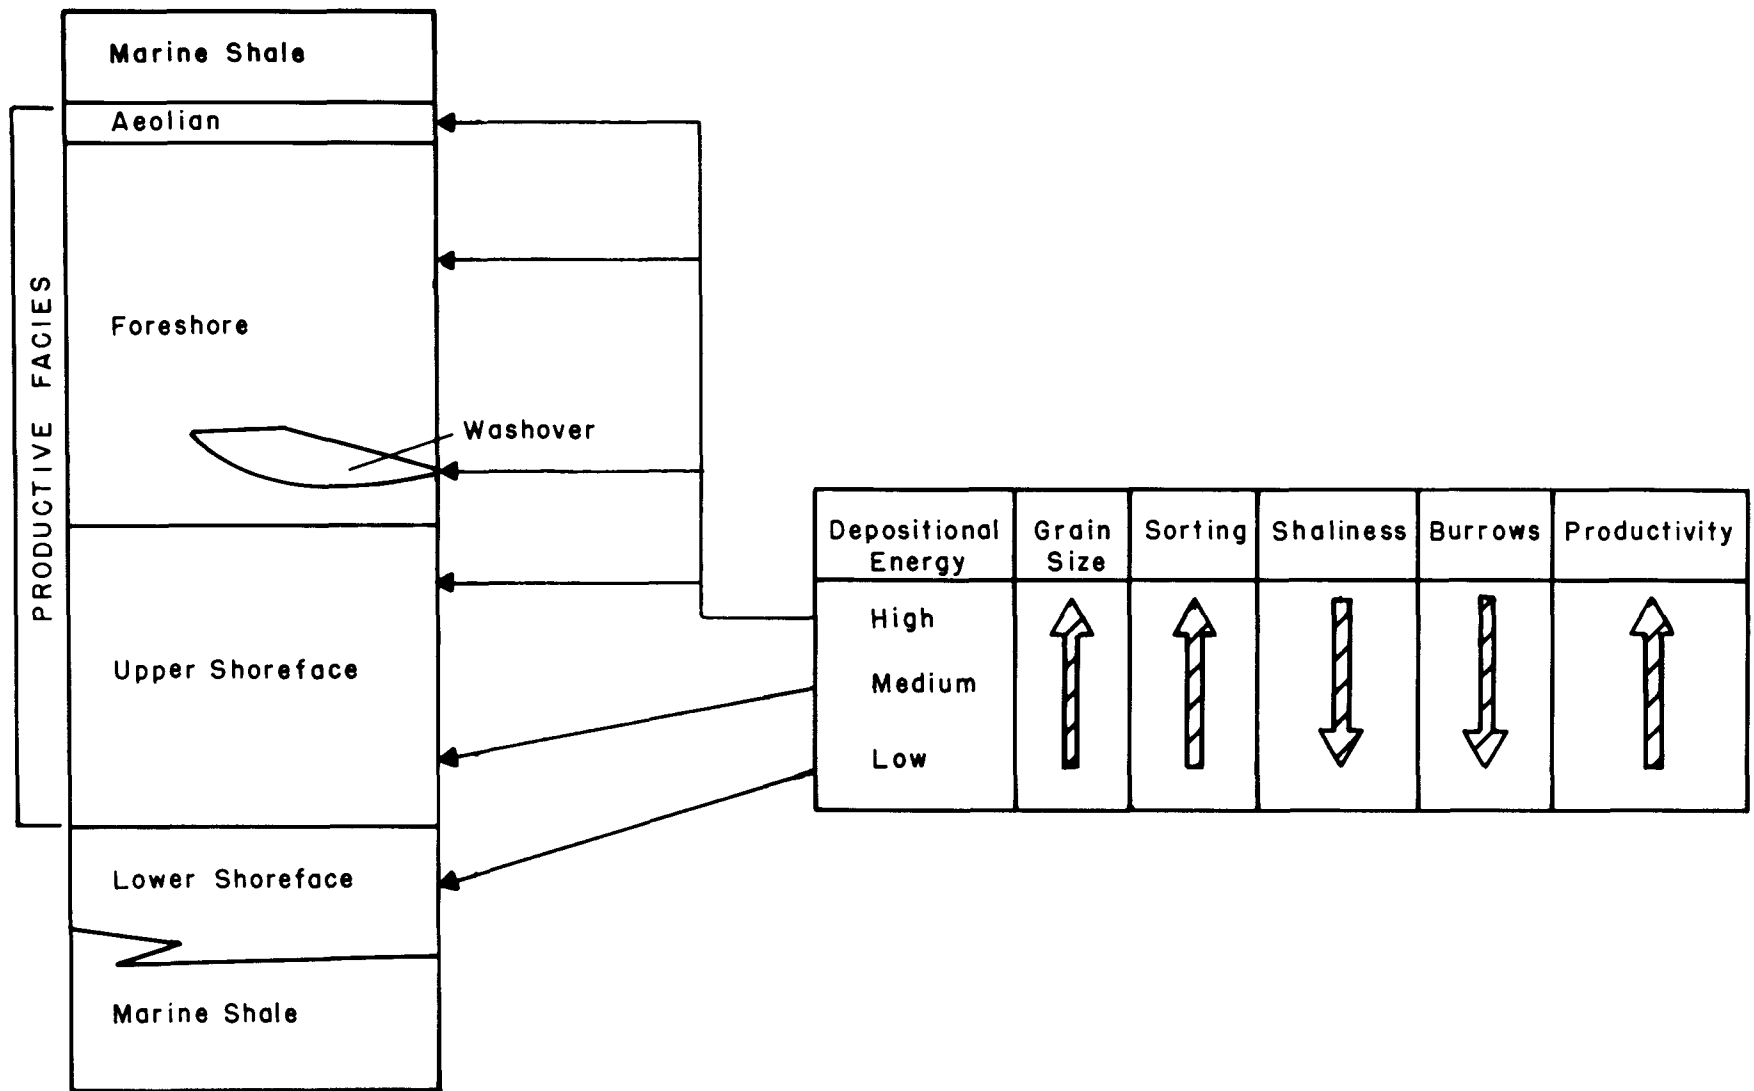 Marine Shale
Aeolian
Foreshore
Washover
Upper Shoreface
Lower Shoreface
Marine Shale
PRODUCTIVE FACIES
Depositional Energy
Grain Size
Sorting
Shaliness
Burrows
Productivity
High
Medium
Low